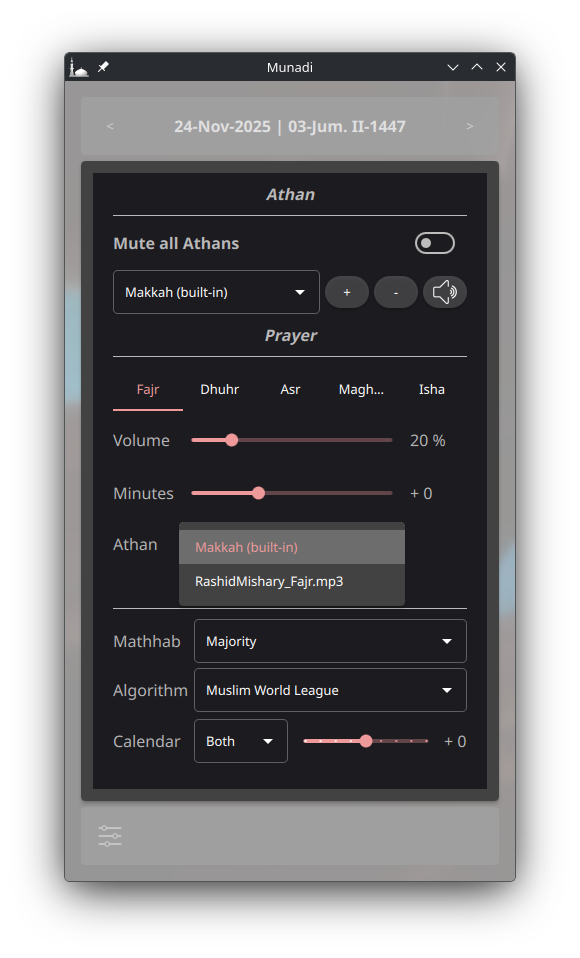 Munadi
< 24-Nov-2025 | 03-Jum. II-1447 >
Athan
Mute all Athans
Makkah (built-in) + -
Prayer
Fajr Dhuhr Asr Magh... Isha
Volume 20 %
Minutes + 0
Athan Makkah (built-in)
RashidMishary_Fajr.mp3
Mathhab Majority
Algorithm Muslim World League
Calendar Both + 0